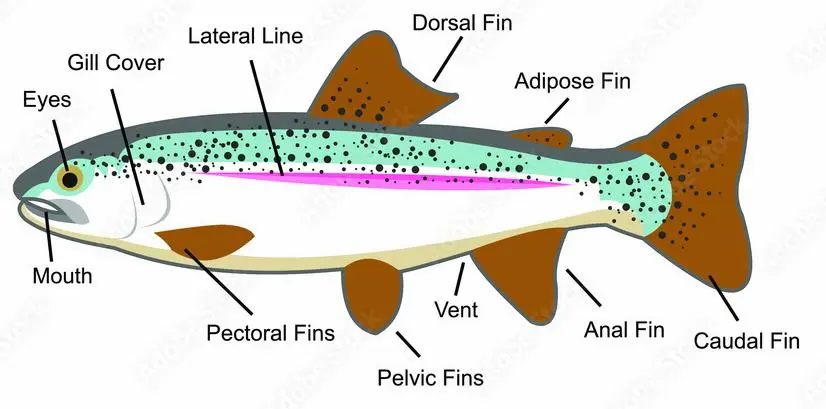 Dorsal Fin
Lateral Line
Gill Cover
Adipose Fin
Eyes
Mouth
Pectoral Fins
Vent
Anal Fin
Caudal Fin
Pelvic Fins